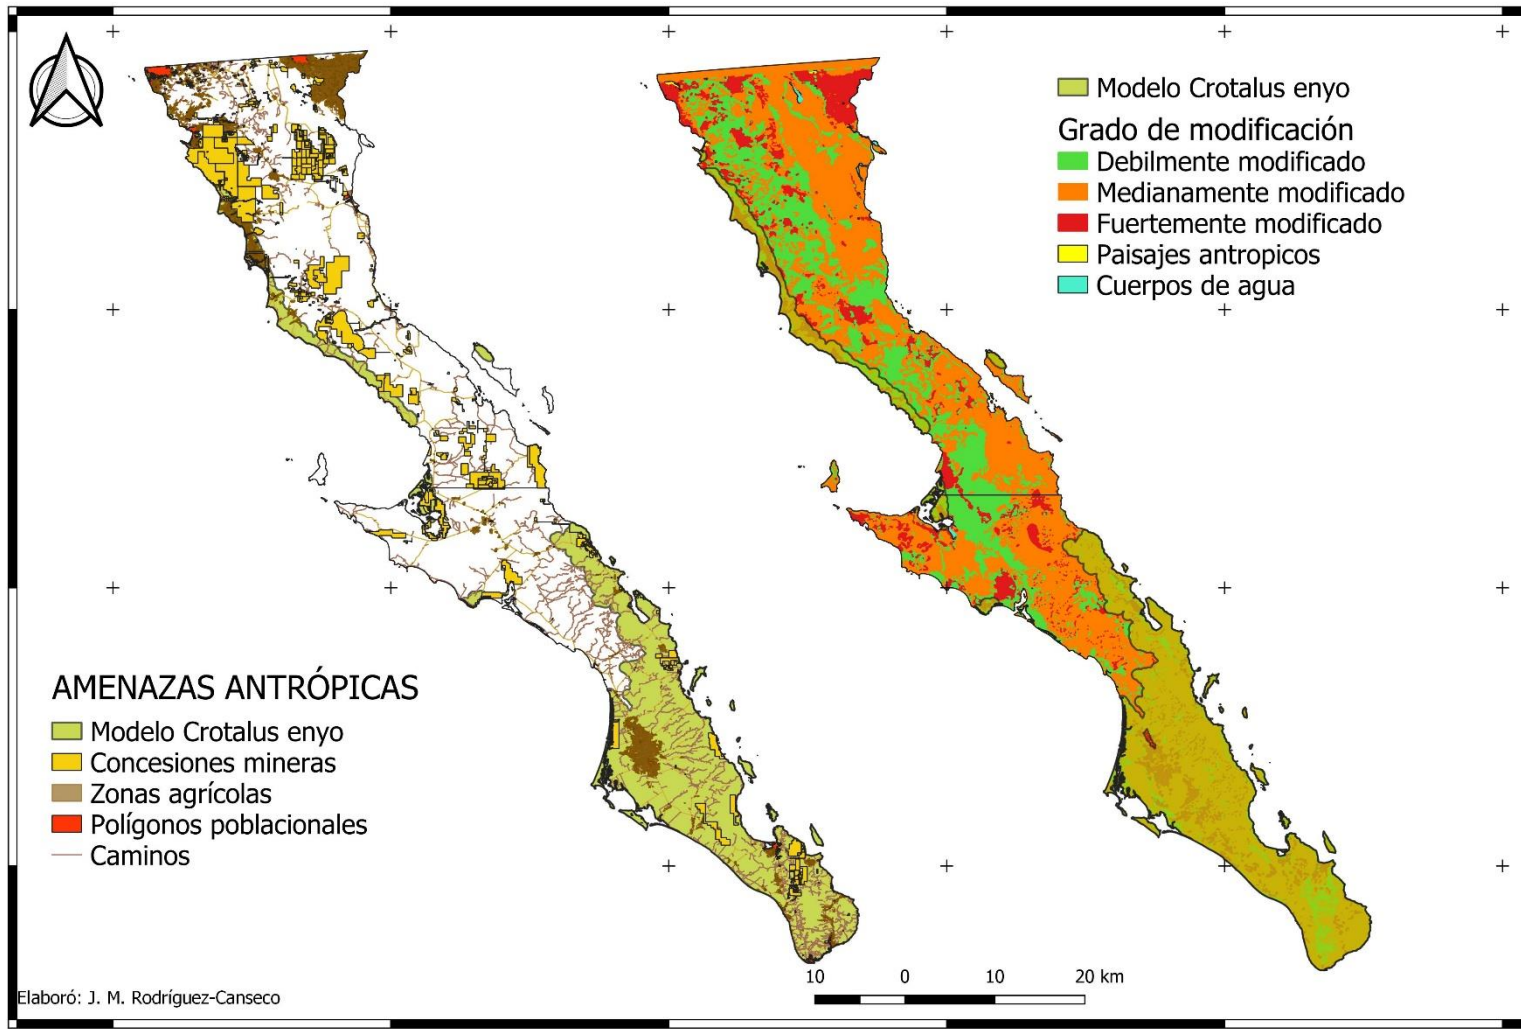 Modelo Crotalus enyo
Grado de modificación
Debilmente modificado
Medianamente modificado
Fuertemente modificado
Paisajes antropicos
Cuerpos de agua
AMENAZAS ANTRÓPICAS
Modelo Crotalus enyo
Concesiones mineras
Zonas agrícolas
Polígonos poblacionales
Caminos
10 0 10 20 km
Elaboró: J. M. Rodríguez-Canseco